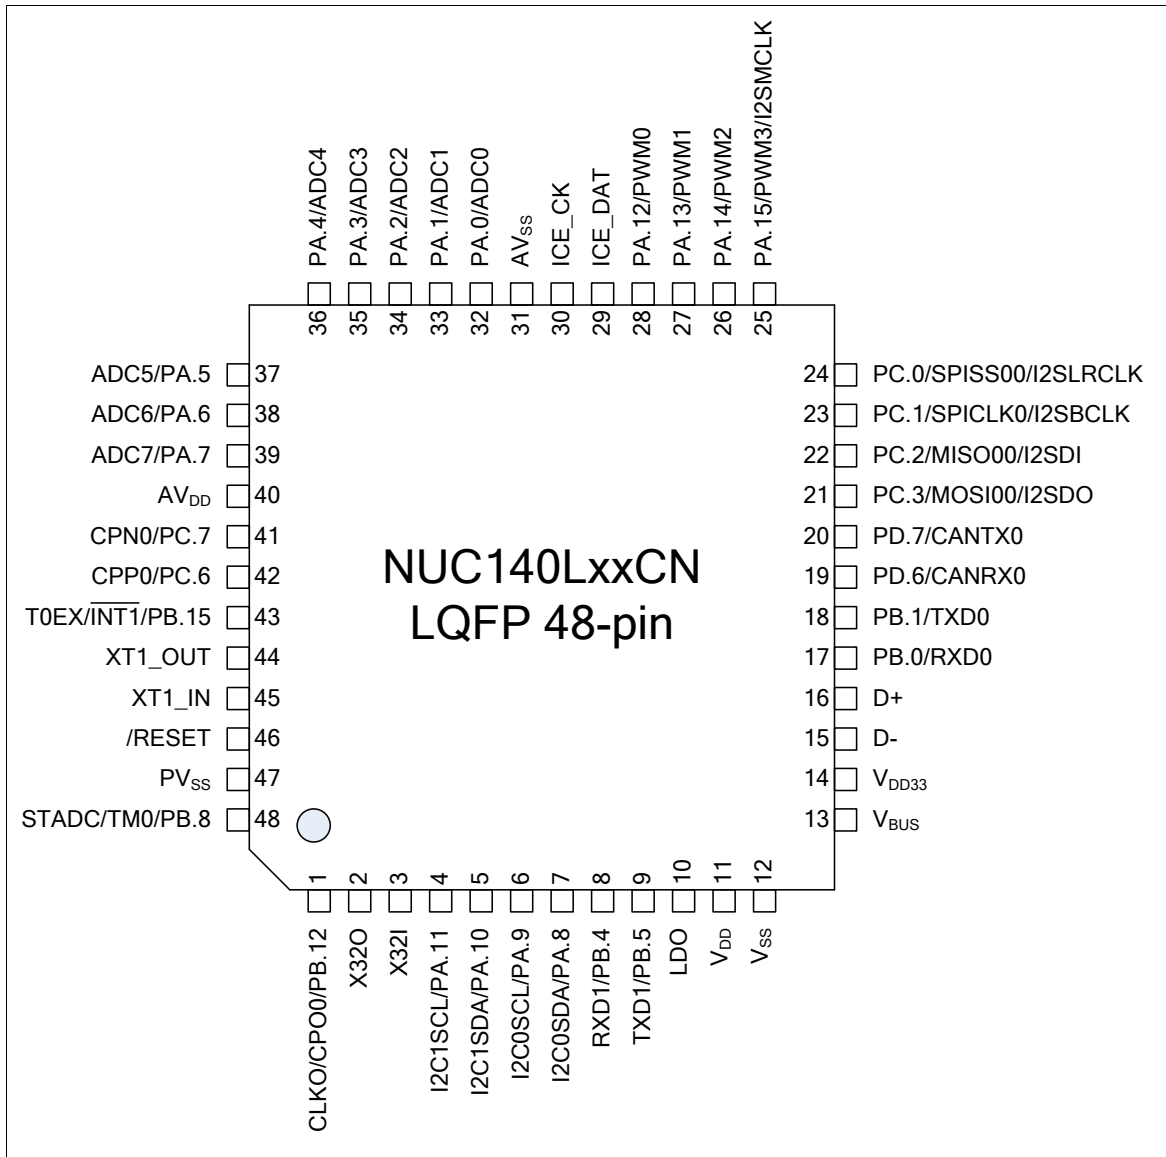 PA.4/ADC4
PA.3/ADC3
PA.2/ADC2
PA.1/ADC1
PA.0/ADC0
AVSS
ICE_CK
ICE_DAT
PA.12/PWM0
PA.13/PWM1
PA.14/PWM2
PA.15/PWM3/I2SMCLK
36
35
34
33
32
31
30
29
28
27
26
25
ADC5/PA.5 37
ADC6/PA.6 38
ADC7/PA.7 39
AVDD 40
CPN0/PC.7 41
CPP0/PC.6 42
T0EX/INT1/PB.15 43
XT1_OUT 44
XT1_IN 45
/RESET 46
PVSS 47
STADC/TM0/PB.8 48
NUC140LxxCN
LQFP 48-pin
24 PC.0/SPISS00/I2SLRCLK
23 PC.1/SPICLK0/I2SBCLK
22 PC.2/MISO00/I2SDI
21 PC.3/MOSI00/I2SDO
20 PD.7/CANTX0
19 PD.6/CANRX0
18 PB.1/TXD0
17 PB.0/RXD0
16 D+
15 D-
14 VDD33
13 VBUS
1
2
3
4
5
6
7
8
9
10
11
12
CLKO/CPO0/PB.12
X32O
X32I
I2C1SCL/PA.11
I2C1SDA/PA.10
I2C0SCL/PA.9
I2C0SDA/PA.8
RXD1/PB.4
TXD1/PB.5
LDO
VDD
VSS